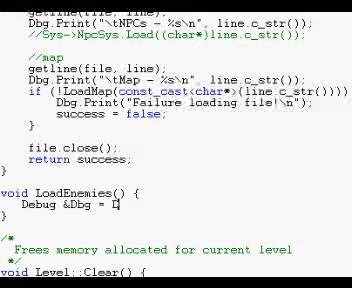 getline(file, line);
Dbg.Print("\tNPCs - %s\n", line.c_str());
//Sys->NpcSys.Load((char*)line.c_str());
//map
getline(file, line);
Dbg.Print("\tMap - %s\n", line.c_str());
if (!LoadMap(const_cast<char*>(line.c_str()))) 
Dbg.Print("Failure loading file!\n");
success = false;
}
file.close();
return success;
}
void LoadEnemies() {
Debug &Dbg = D
}
/*
Frees memory allocated for current level
*/
void Level::Clear() {